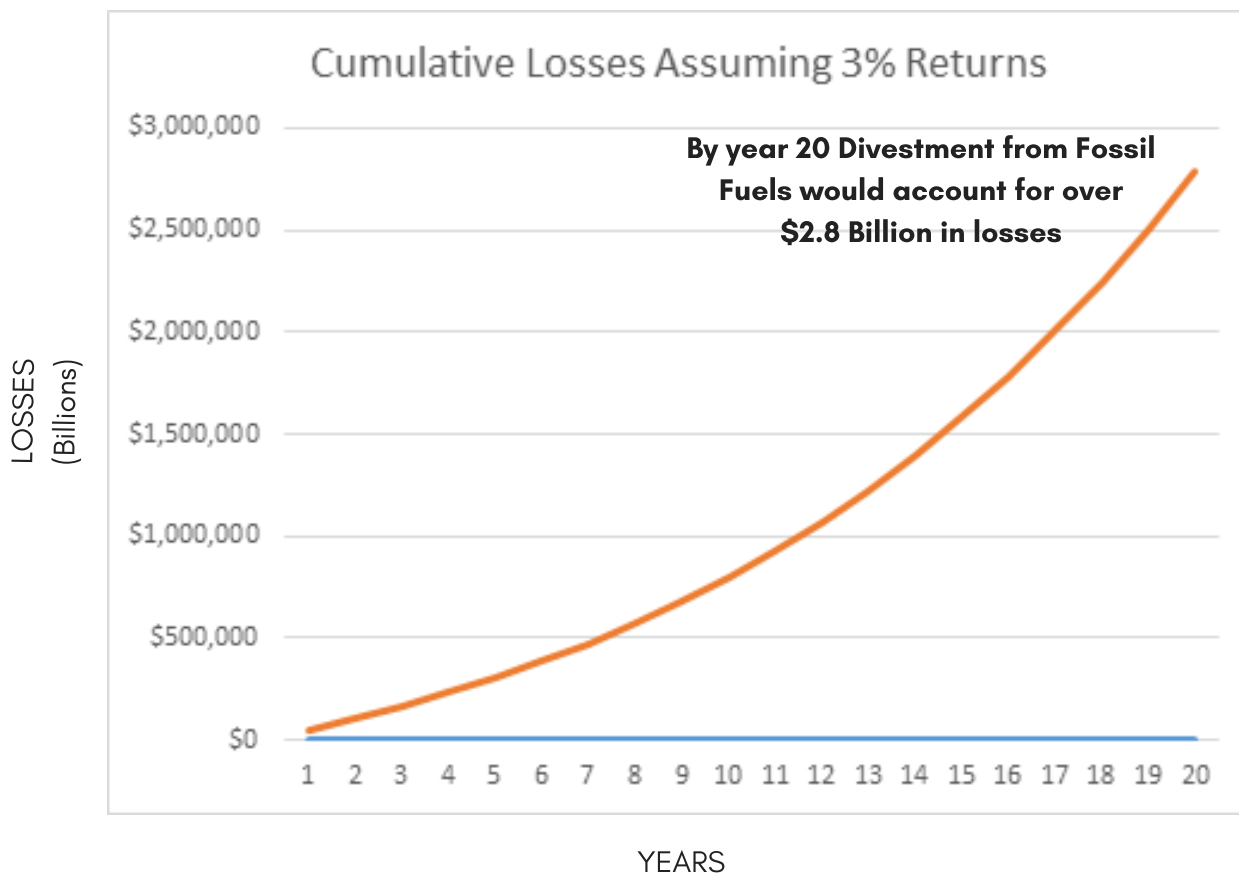 Cumulative Losses Assuming 3% Returns
$3,000,000
By year 20 Divestment from Fossil
Fuels would account for over
$2.8 Billion in losses
$2,500,000
$2,000,000
$1,500,000
$1,000,000
$500,000
$0
LOSSES
(Billions)
1 2 3 4 5 6 7 8 9 10 11 12 13 14 15 16 17 18 19 20
YEARS